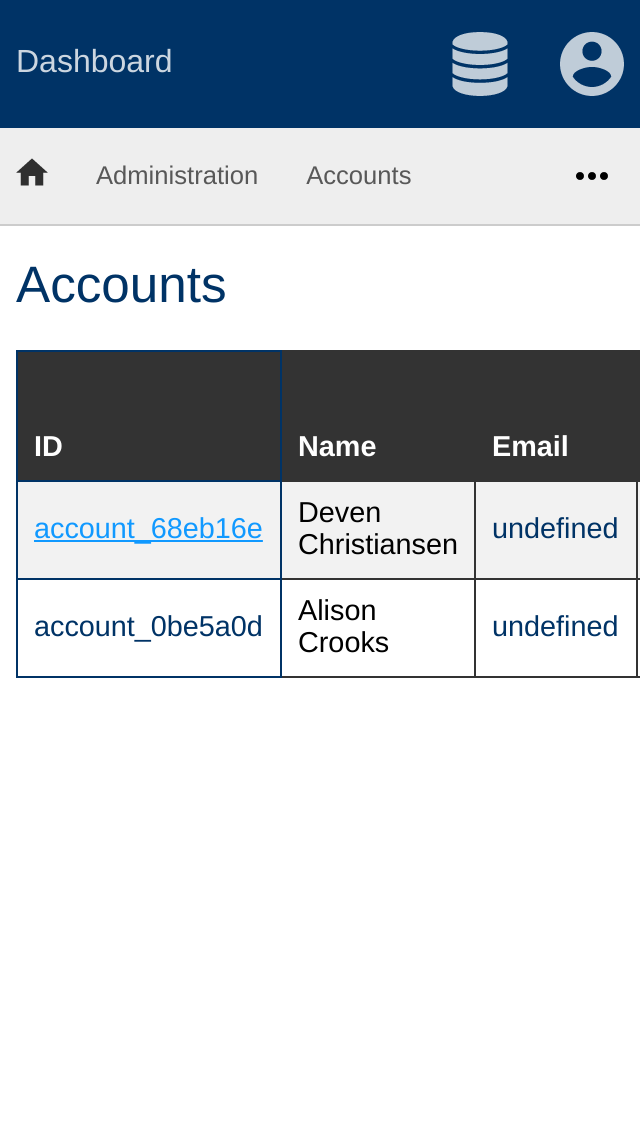 Dashboard
Administration Accounts
Accounts
ID Name Email
account_68eb16e Deven Christiansen undefined
account_0be5a0d Alison Crooks undefined